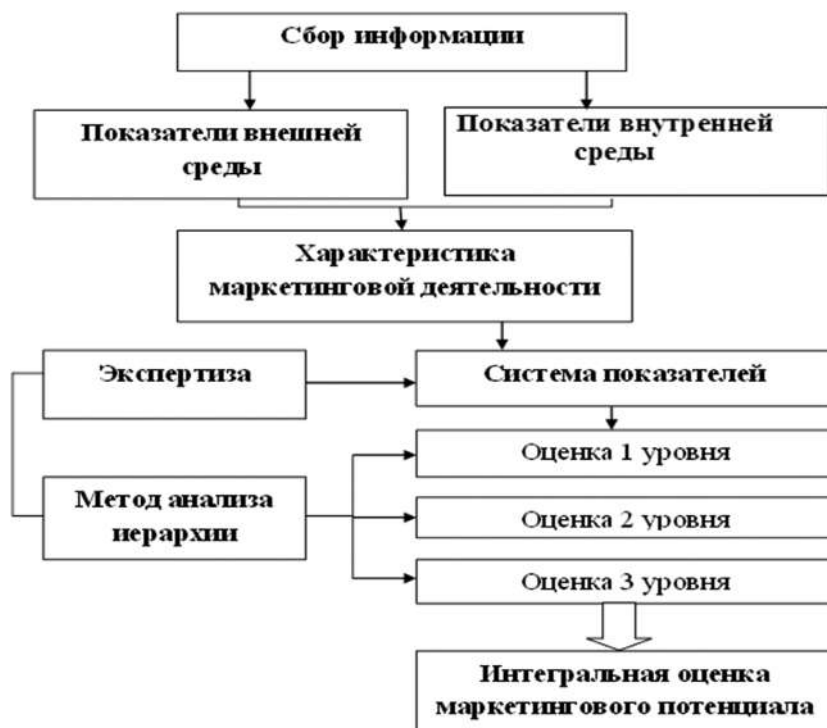 Сбор информации
Показатели внешней
среды
Показатели внутренней
среды
Характеристика
маркетинговой деятельности
Экспертиза
Система показателей
Оценка 1 уровня
Метод анализа
иерархии
Оценка 2 уровня
Оценка 3 уровня
Интегральная оценка
маркетингового потенциала